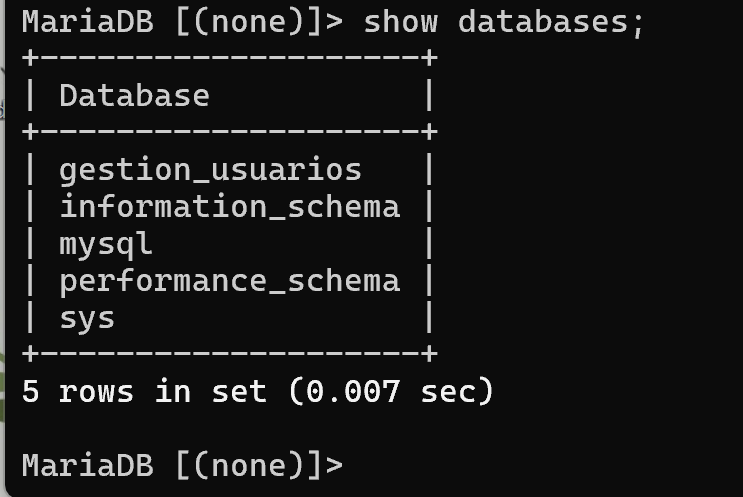 MariaDB [(none)]> show databases;
+--------------------+
| Database           |
+--------------------+
| gestion_usuarios   |
| information_schema |
| mysql              |
| performance_schema |
| sys                |
+--------------------+
5 rows in set (0.007 sec)
MariaDB [(none)]>